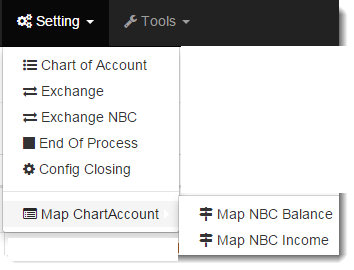 Setting Tools
Chart of Account
Exchange
Exchange NBC
End Of Process
Config Closing
Map ChartAccount
Map NBC Balance
Map NBC Income